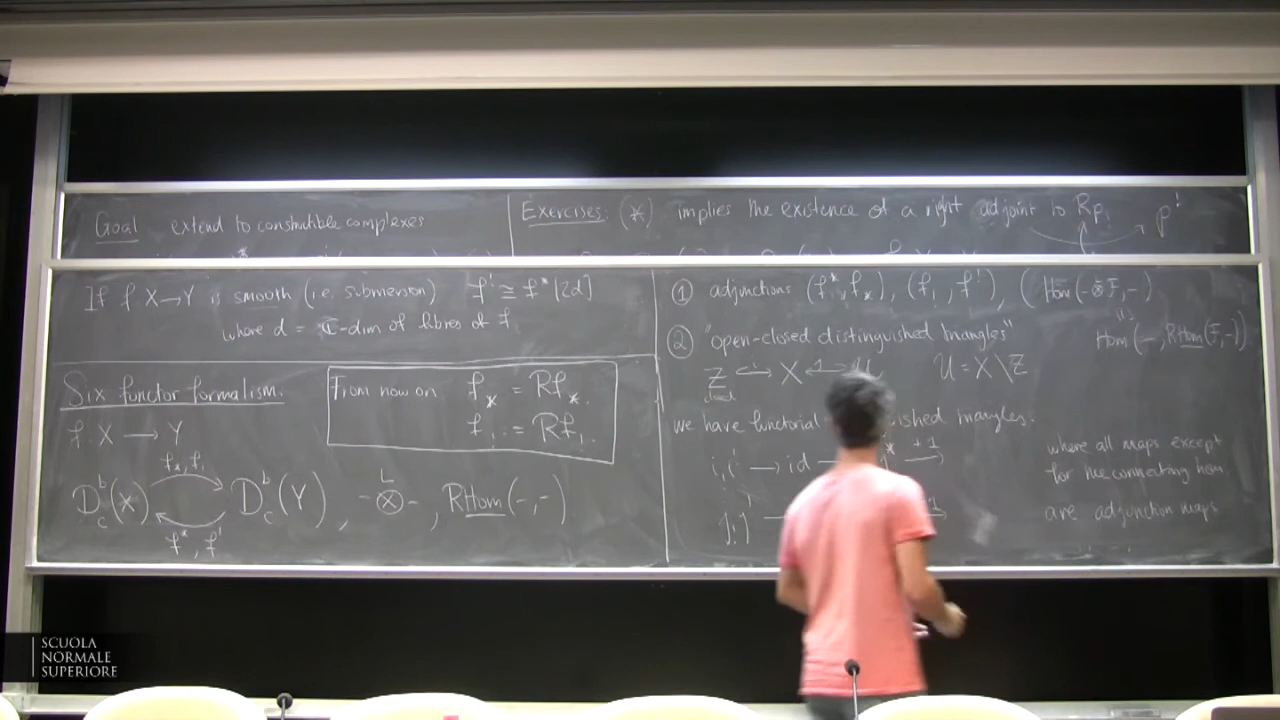 Goal extend to constructible complexes
Exercises: (*) implies the existence of a right adjoint to Rp! p!
If f X→Y is smooth (i.e. submersion) f! ≅ f*[2d]
where d = ℂ-dim of fibres of f.
Six functor formalism.
From now on f* = Rf*,
f! = Rf!.
f: X → Y
f*, f!
D^b_c(X) D^b_c(Y), -⊗^L-, RHom(-,-)
f*, f!
① adjunctions (f*, f*), (f!, f!), (Hom(-⊗F,-)
Hom(-, RHom(F,-))
② "open-closed distinguished triangles"
Z ↪ X ↩ U U = X\Z
closed
we have functorial triangles.
i!i! → id +1 →
j!j!
where all maps except
for the connecting hom
are adjunction maps
SCUOLA
NORMALE
SUPERIORE